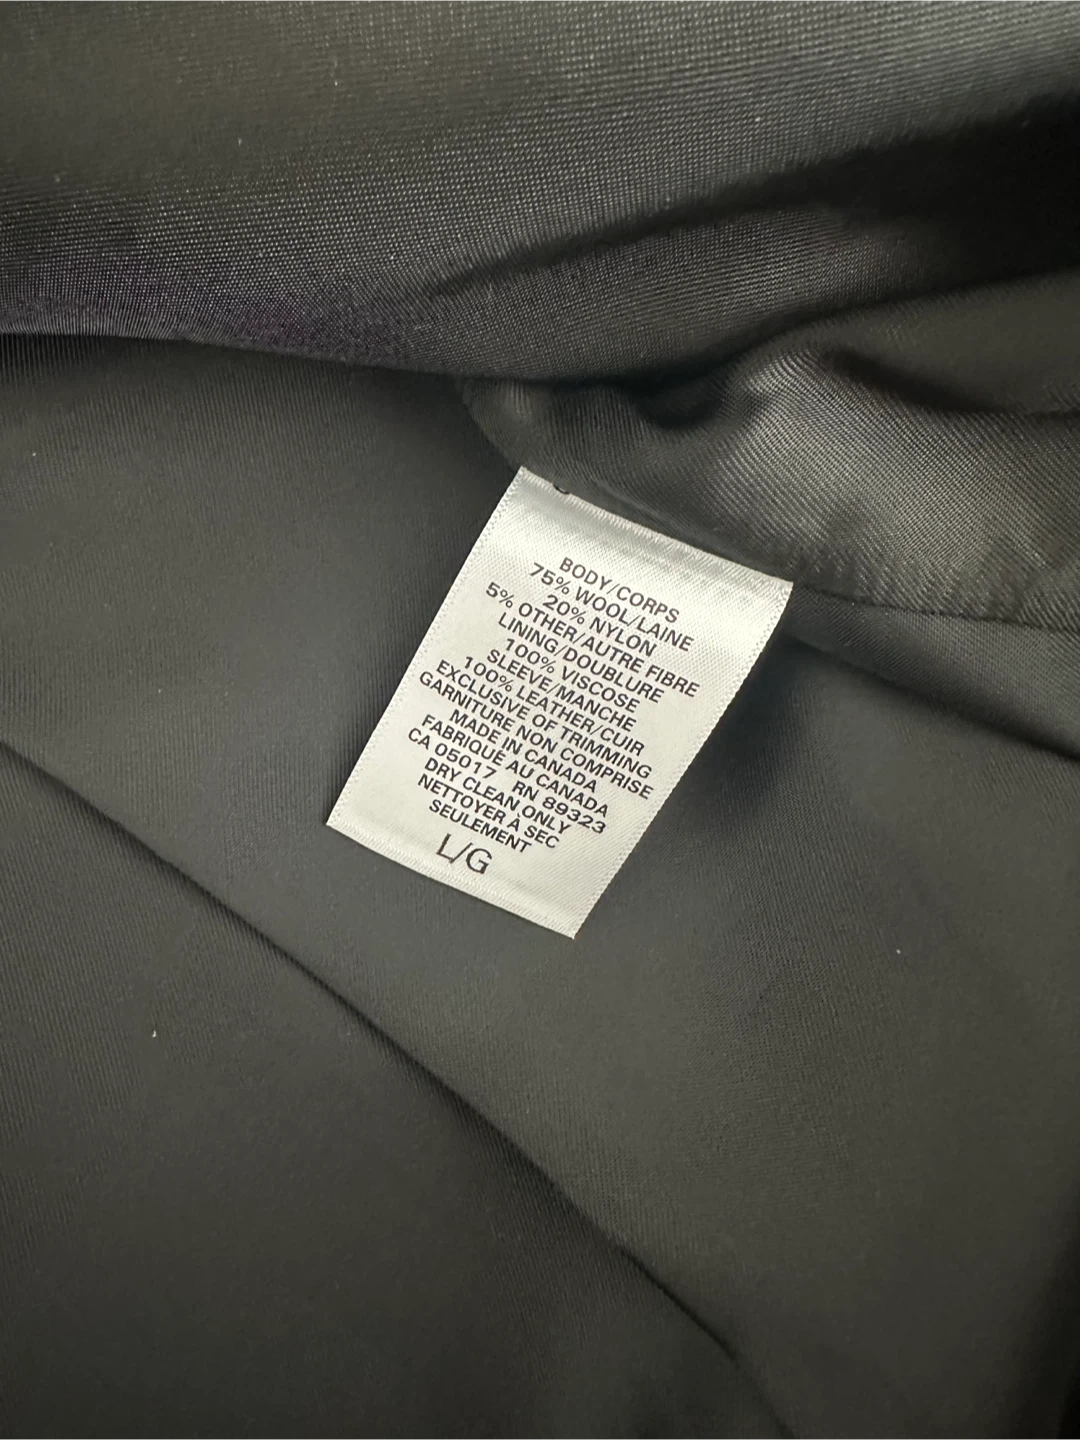 BODY/CORPS
75% WOOL/LAINE
20% NYLON
5% OTHER/AUTRE FIBRE
LINING/DOUBLURE
100% VISCOSE
SLEEVE/MANCHE
100% LEATHER/CUIR
EXCLUSIVE OF TRIMMING
GARNITURE NON COMPRISE
MADE IN CANADA
FABRIQUE AU CANADA
CA 05017 RN 89323
DRY CLEAN ONLY
NETTOYER À SEC
SEULEMENT
L/G